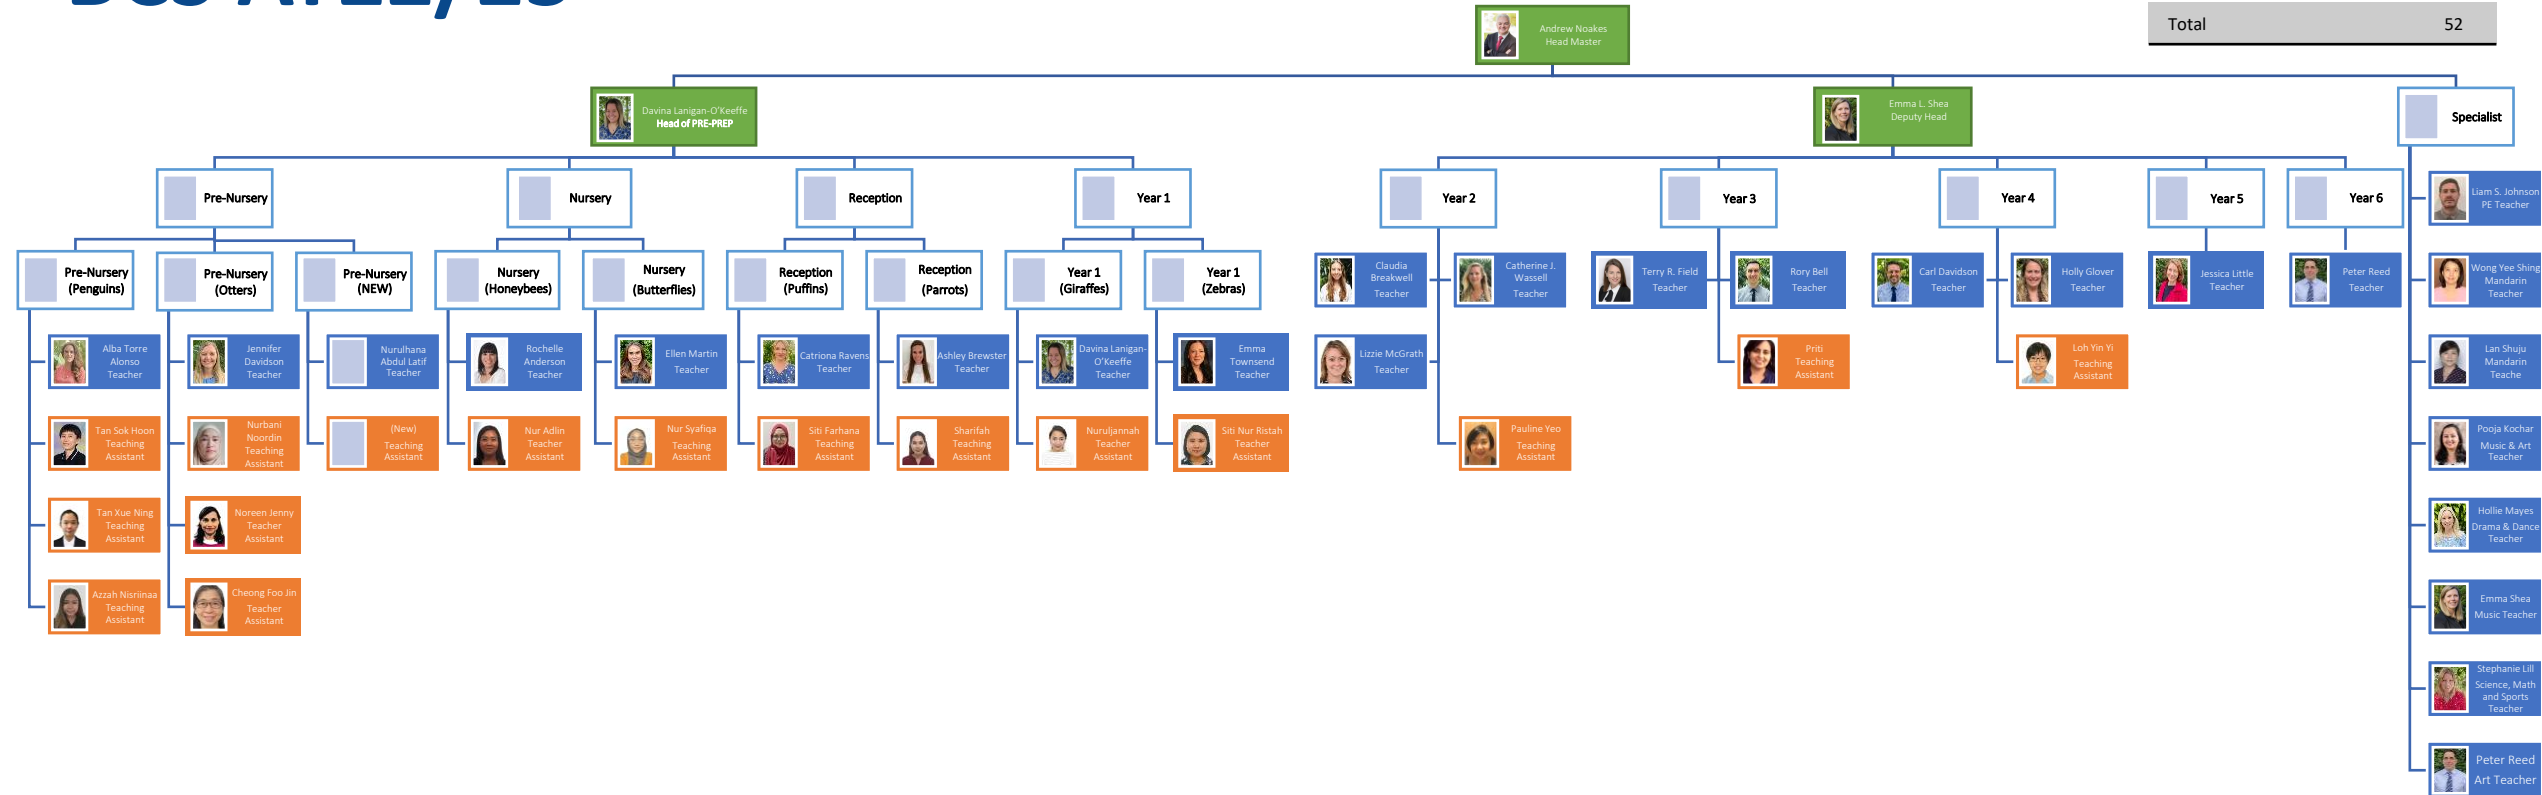 Total 52
Andrew Noakes
Head Master
Davina Lanigan-O'Keeffe
Head of PRE-PREP
Emma L. Shea
Deputy Head
Specialist
Pre-Nursery
Nursery
Reception
Year 1
Year 2
Year 3
Year 4
Year 5
Year 6
Pre-Nursery
(Penguins)
Pre-Nursery
(Otters)
Pre-Nursery
(NEW)
Nursery
(Honeybees)
Nursery
(Butterflies)
Reception
(Puffins)
Reception
(Parrots)
Year 1
(Giraffes)
Year 1
(Zebras)
Alba Torre
Alonso
Teacher
Tan Sok Hoon
Teaching
Assistant
Tan Xue Ning
Teaching
Assistant
Azzah Nisriinaa
Teaching
Assistant
Jennifer
Davidson
Teacher
Nurbani
Noordin
Teaching
Assistant
Noreen Jenny
Teacher
Assistant
Cheong Foo Jin
Teacher
Assistant
Nurulhana
Abdul Latif
Teacher
(New)
Teaching
Assistant
Rochelle
Anderson
Teacher
Nur Adlin
Teacher
Assistant
Ellen Martin
Teacher
Nur Syafiqa
Teaching
Assistant
Catriona Ravens
Teacher
Siti Farhana
Teaching
Assistant
Ashley Brewster
Teacher
Sharifah
Teaching
Assistant
Davina Lanigan-
O'Keeffe
Teacher
Nuruljannah
Teacher
Assistant
Emma
Townsend
Teacher
Siti Nur Ristah
Teacher
Assistant
Claudia
Breakwell
Teacher
Catherine J.
Wassell
Teacher
Lizzie McGrath
Teacher
Pauline Yeo
Teaching
Assistant
Terry R. Field
Teacher
Rory Bell
Teacher
Priti
Teaching
Assistant
Carl Davidson
Teacher
Holly Glover
Teacher
Loh Yin Yi
Teaching
Assistant
Jessica Little
Teacher
Peter Reed
Teacher
Liam S. Johnson
PE Teacher
Wong Yee Shing
Mandarin
Teacher
Lan Shuju
Mandarin
Teache
Pooja Kochar
Music & Art
Teacher
Hollie Mayes
Drama & Dance
Teacher
Emma Shea
Music Teacher
Stephanie Lill
Science, Math
and Sports
Teacher
Peter Reed
Art Teacher